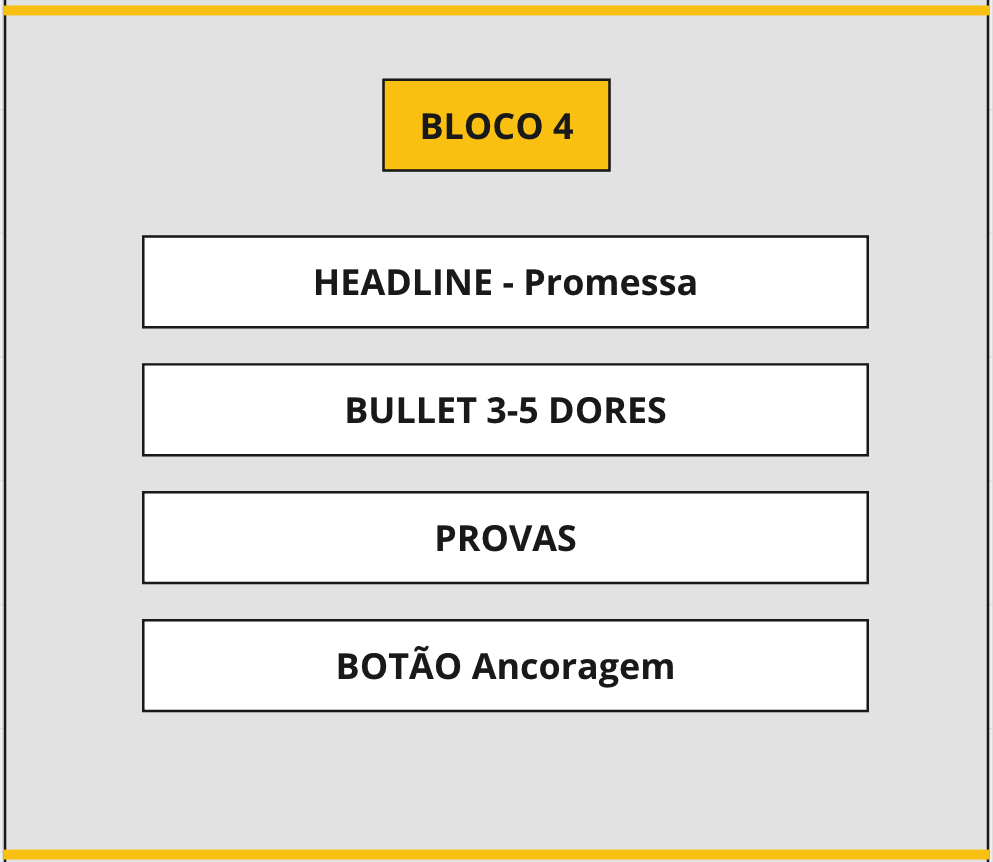 BLOCO 4
HEADLINE - Promessa
BULLET 3-5 DORES
PROVAS
BOTÃO Ancoragem